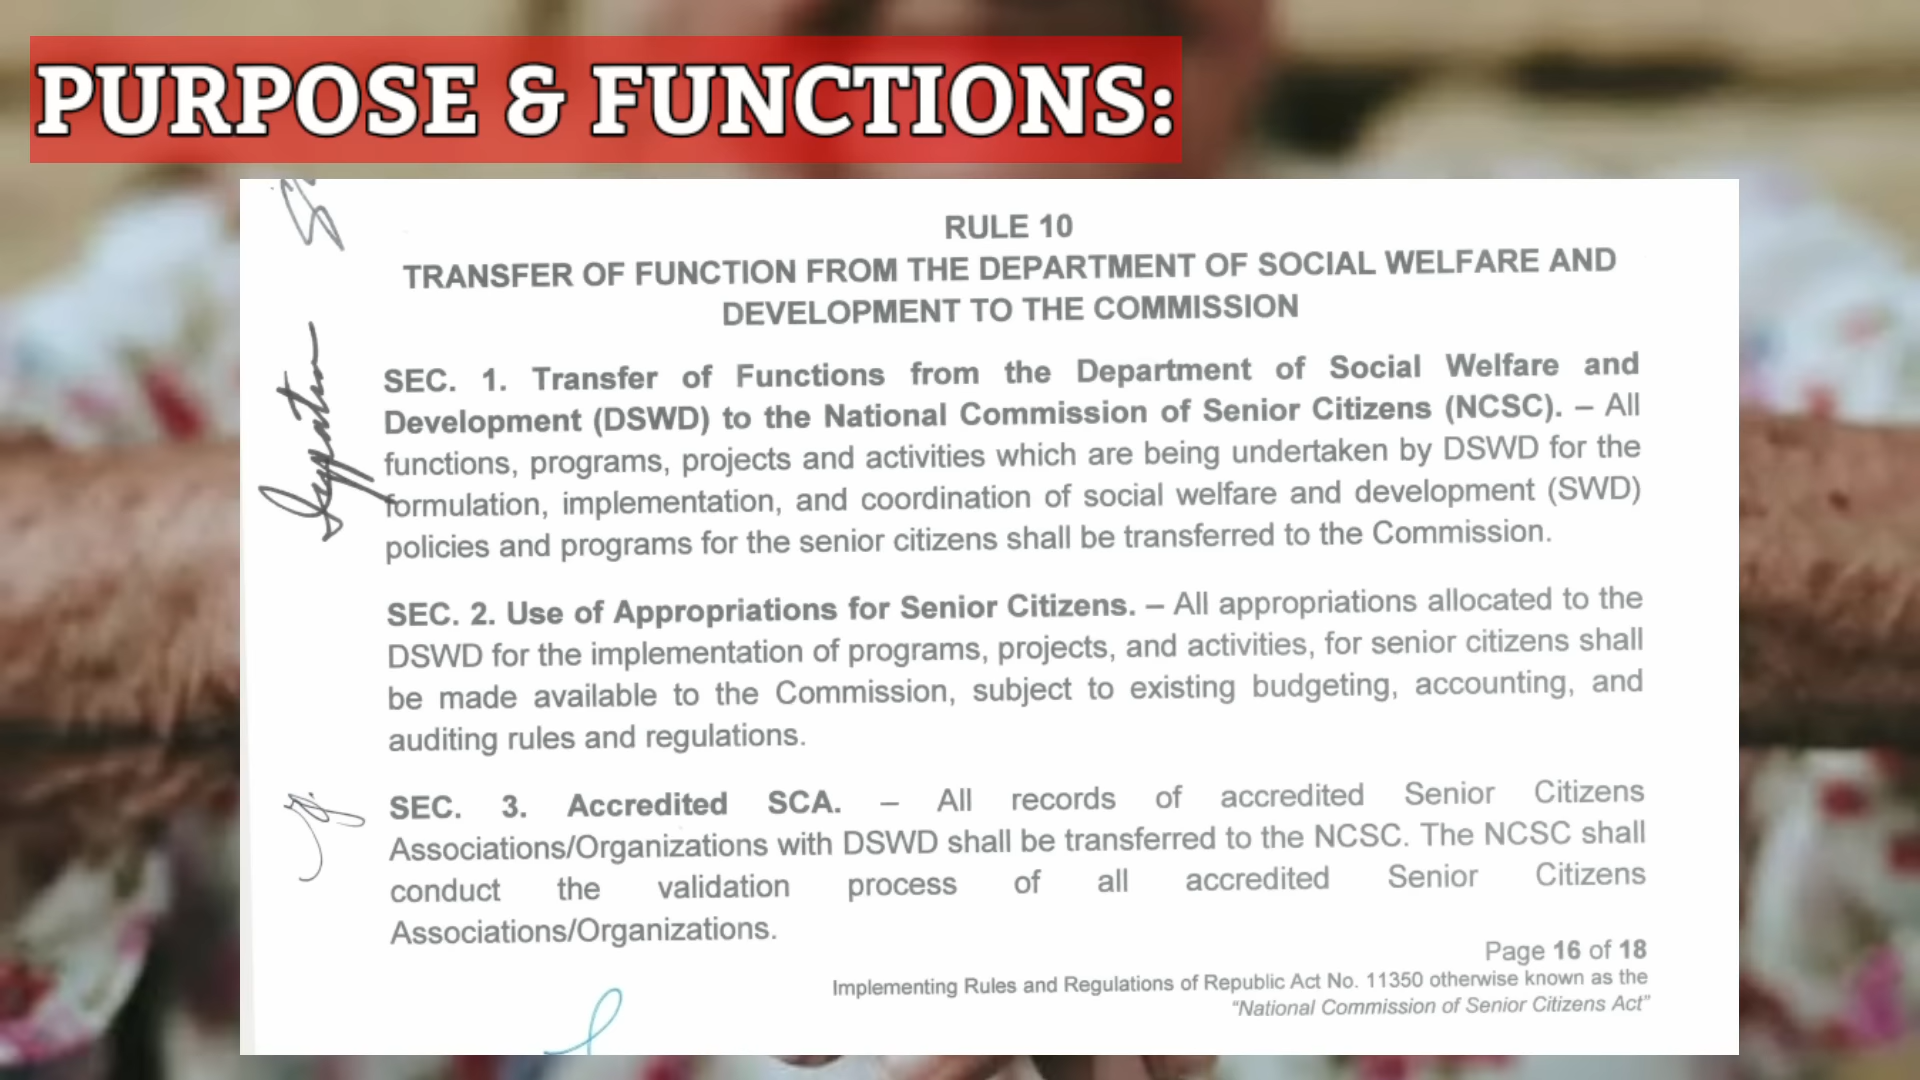 PURPOSE & FUNCTIONS:
RULE 10
TRANSFER OF FUNCTION FROM THE DEPARTMENT OF SOCIAL WELFARE AND
DEVELOPMENT TO THE COMMISSION
SEC. 1. Transfer of Functions from the Department of Social Welfare and
Development (DSWD) to the National Commission of Senior Citizens (NCSC). – All
functions, programs, projects and activities which are being undertaken by DSWD for the
formulation, implementation, and coordination of social welfare and development (SWD)
policies and programs for the senior citizens shall be transferred to the Commission.
SEC. 2. Use of Appropriations for Senior Citizens. – All appropriations allocated to the
DSWD for the implementation of programs, projects, and activities, for senior citizens shall
be made available to the Commission, subject to existing budgeting, accounting, and
auditing rules and regulations.
SEC. 3. Accredited SCA. – All records of accredited Senior Citizens
Associations/Organizations with DSWD shall be transferred to the NCSC. The NCSC shall
conduct the validation process of all accredited Senior Citizens
Associations/Organizations.
Page 16 of 18
Implementing Rules and Regulations of Republic Act No. 11350 otherwise known as the
“National Commission of Senior Citizens Act”